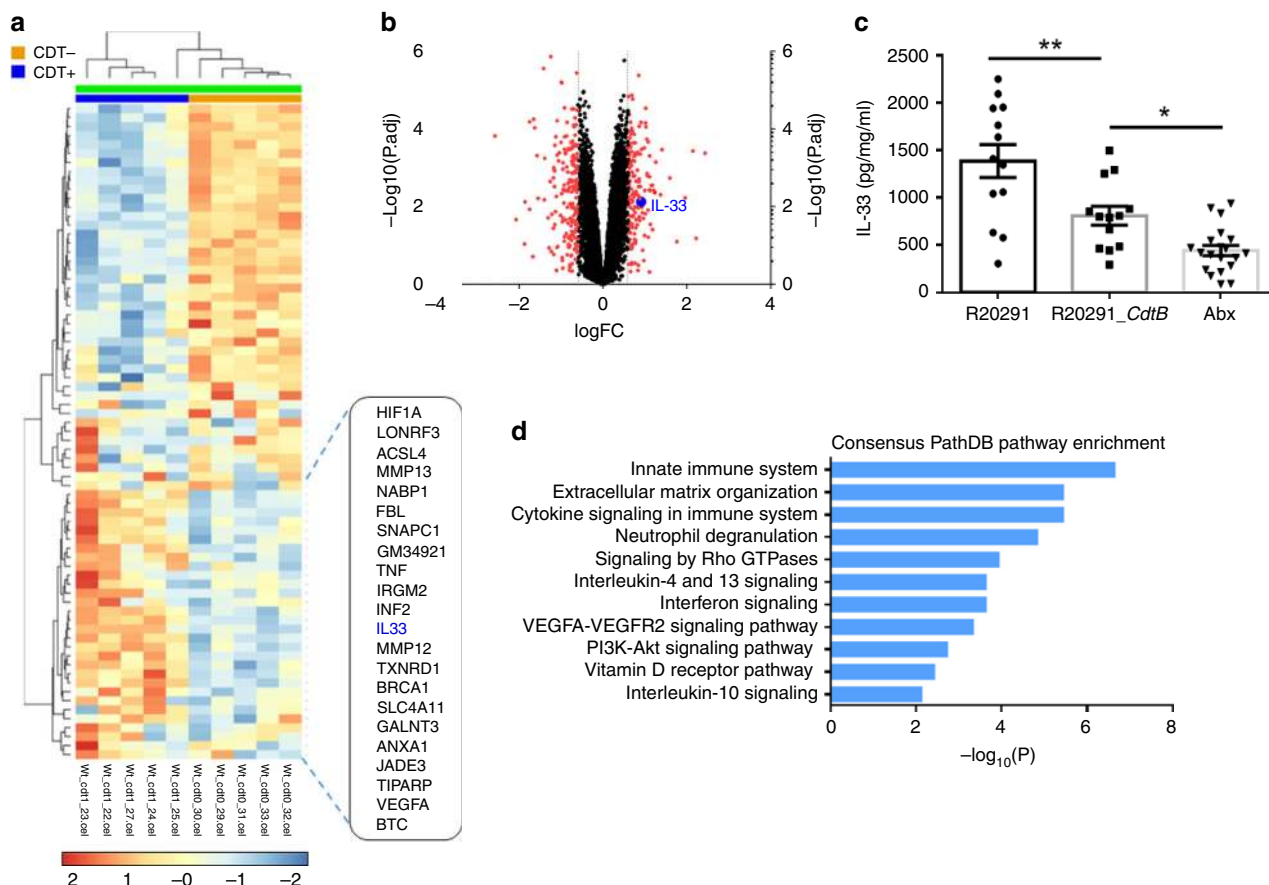 a
CDT–
CDT+
Wt_cdt1_23.cel
Wt_cdt1_22.cel
Wt_cdt1_27.cel
Wt_cdt1_24.cel
Wt_cdt1_25.cel
Wt_cdt0_30.cel
Wt_cdt0_29.cel
Wt_cdt0_31.cel
Wt_cdt0_33.cel
Wt_cdt0_32.cel
2 1 –0 –1 –2
HIF1A
LONRF3
ACSL4
MMP13
NABP1
FBL
SNAPC1
GM34921
TNF
IRGM2
INF2
IL33
MMP12
TXNRD1
BRCA1
SLC4A11
GALNT3
ANXA1
JADE3
TIPARP
VEGFA
BTC
b
–Log10(P.adj)
6
4
2
0
6
4
2
0
–Log10(P.adj)
IL-33
–4 –2 0 2 4
logFC
c
IL-33 (pg/mg/ml)
2500
2000
1500
1000
500
0
**
*
R20291 R20291_CdtB Abx
d
Consensus PathDB pathway enrichment
Innate immune system
Extracellular matrix organization
Cytokine signaling in immune system
Neutrophil degranulation
Signaling by Rho GTPases
Interleukin-4 and 13 signaling
Interferon signaling
VEGFA-VEGFR2 signaling pathway
PI3K-Akt signaling pathway
Vitamin D receptor pathway
Interleukin-10 signaling
0 2 4 6 8
–log10(P)